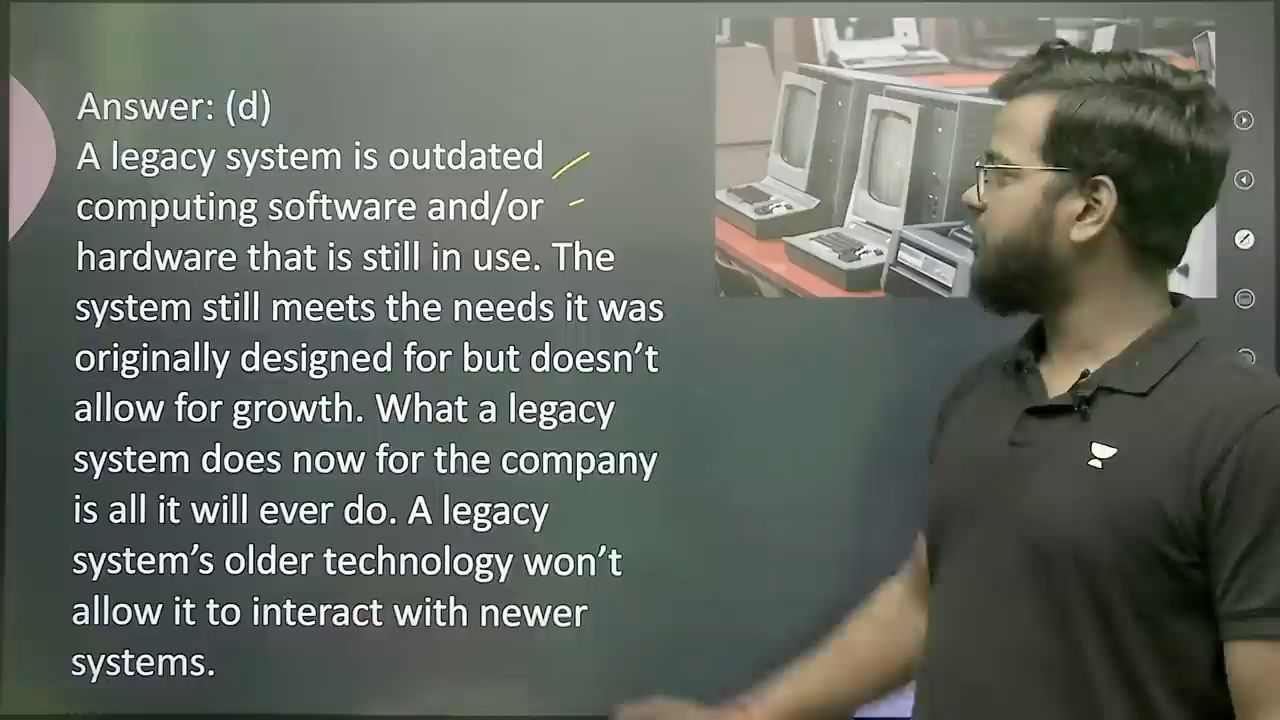 Answer: (d)
A legacy system is outdated
computing software and/or
hardware that is still in use. The
system still meets the needs it was
originally designed for but doesn’t
allow for growth. What a legacy
system does now for the company
is all it will ever do. A legacy
system’s older technology won’t
allow it to interact with newer
systems.